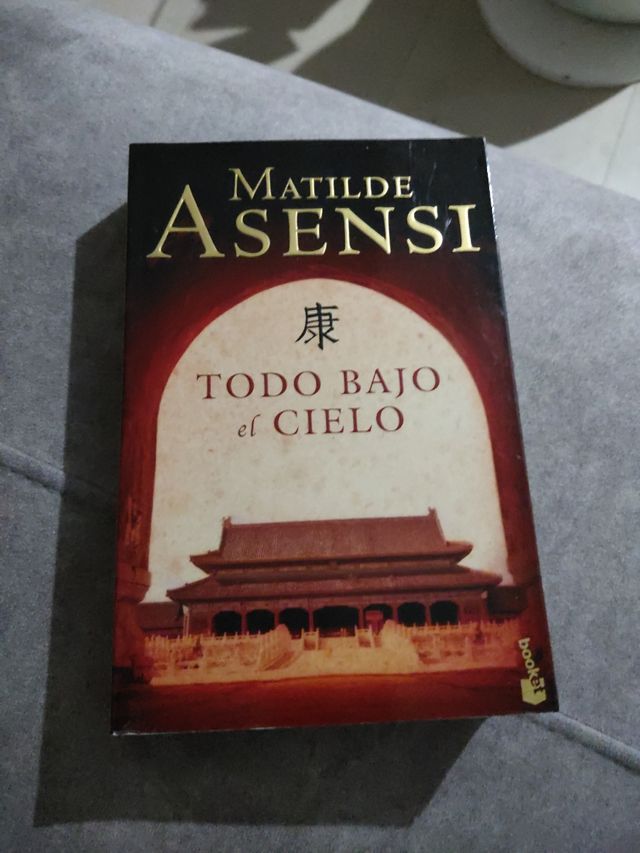 MATILDE
ASENSI
康
TODO BAJO
el CIELO
booket